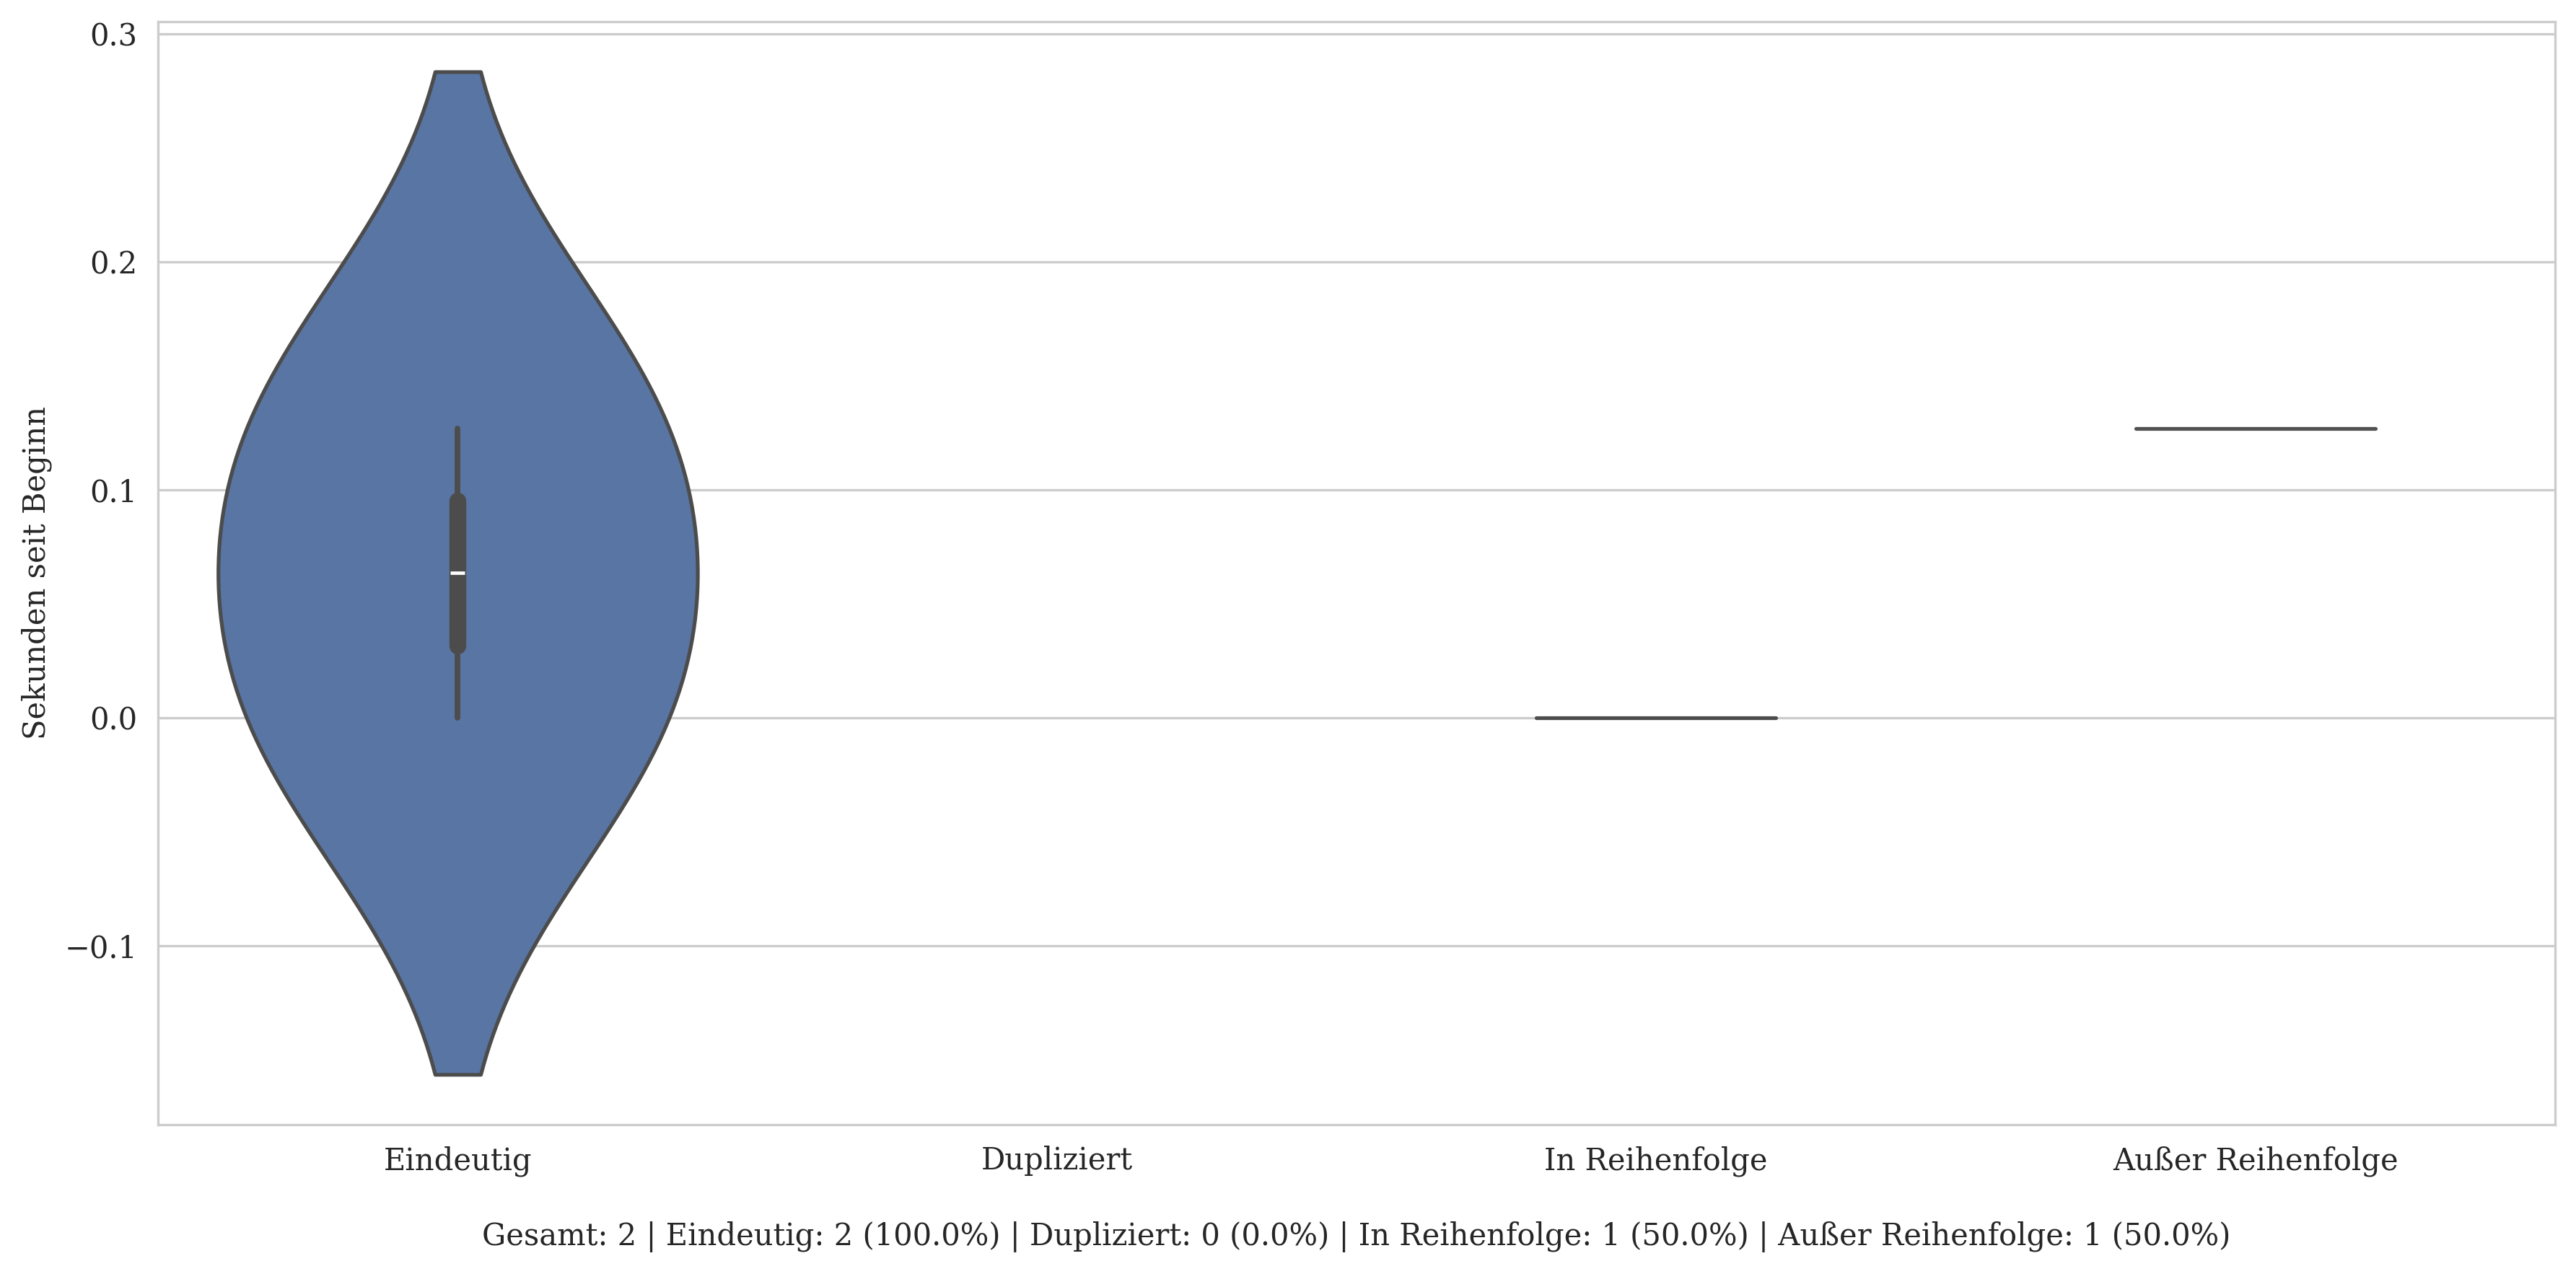 Sekunden seit Beginn
0.3
0.2
0.1
0.0
−0.1
Eindeutig
Dupliziert
In Reihenfolge
Außer Reihenfolge
Gesamt: 2 | Eindeutig: 2 (100.0%) | Dupliziert: 0 (0.0%) | In Reihenfolge: 1 (50.0%) | Außer Reihenfolge: 1 (50.0%)